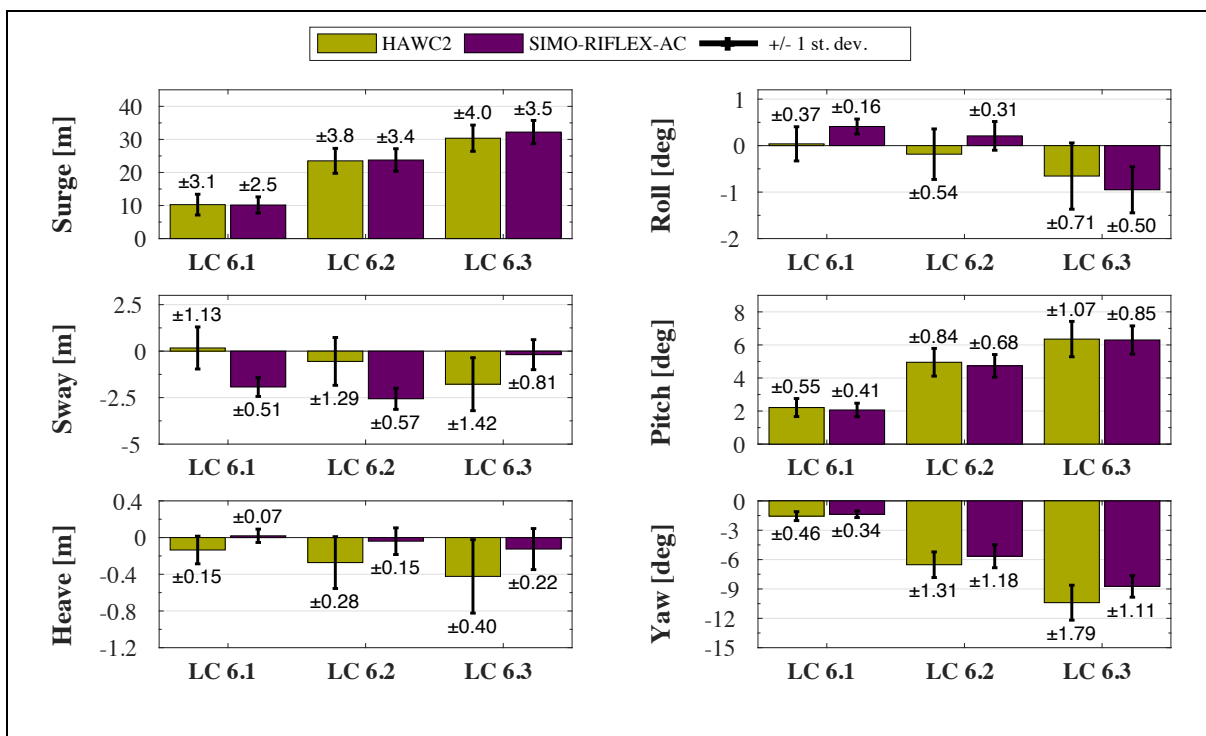 HAWC2 SIMO-RIFLEX-AC +/- 1 st. dev.
Surge [m]
40
30
20
10
0
±3.1 ±2.5 ±3.8 ±3.4 ±4.0 ±3.5
LC 6.1 LC 6.2 LC 6.3
Roll [deg]
1
0
-1
-2
±0.37 ±0.16 ±0.54 ±0.31 ±0.71 ±0.50
LC 6.1 LC 6.2 LC 6.3
Sway [m]
2.5
0
-2.5
-5
±1.13 ±0.51 ±1.29 ±0.57 ±1.42 ±0.81
LC 6.1 LC 6.2 LC 6.3
Pitch [deg]
8
6
4
2
0
±0.55 ±0.41 ±0.84 ±0.68 ±1.07 ±0.85
LC 6.1 LC 6.2 LC 6.3
Heave [m]
0.4
0
-0.4
-0.8
-1.2
±0.15 ±0.07 ±0.28 ±0.15 ±0.40 ±0.22
LC 6.1 LC 6.2 LC 6.3
Yaw [deg]
0
-3
-6
-9
-12
-15
±0.46 ±0.34 ±1.31 ±1.18 ±1.79 ±1.11
LC 6.1 LC 6.2 LC 6.3